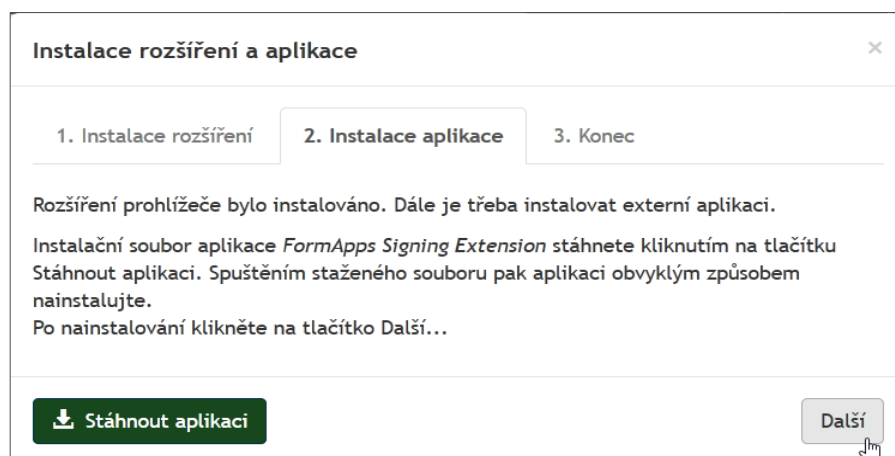 Instalace rozšíření a aplikace
×
1. Instalace rozšíření 2. Instalace aplikace 3. Konec
Rozšíření prohlížeče bylo instalováno. Dále je třeba instalovat externí aplikaci.
Instalační soubor aplikace FormApps Signing Extension stáhnete kliknutím na tlačítku
Stáhnout aplikaci. Spuštěním staženého souboru pak aplikaci obvyklým způsobem
nainstalujte.
Po nainstalování klikněte na tlačítko Další...
Stáhnout aplikaci Další